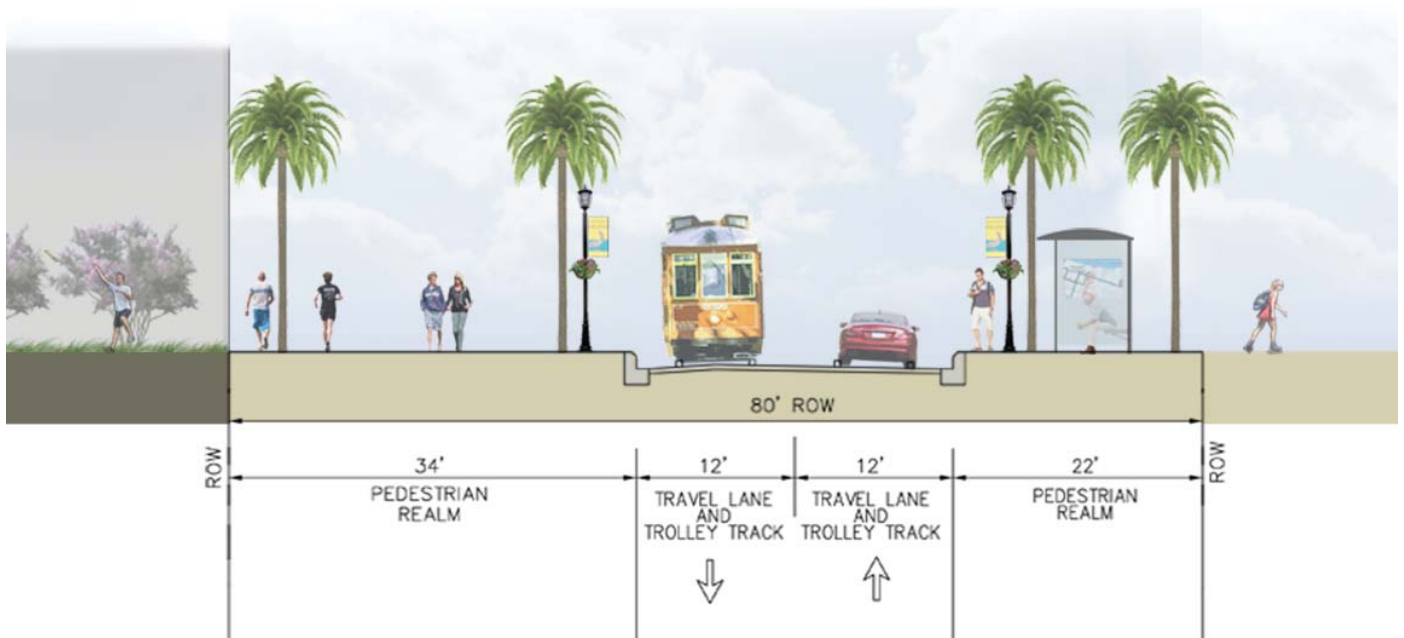 80' ROW
ROW
34'
12'
12'
22'
ROW
PEDESTRIAN
REALM
TRAVEL LANE
AND
TROLLEY TRACK
TRAVEL LANE
AND
TROLLEY TRACK
PEDESTRIAN
REALM